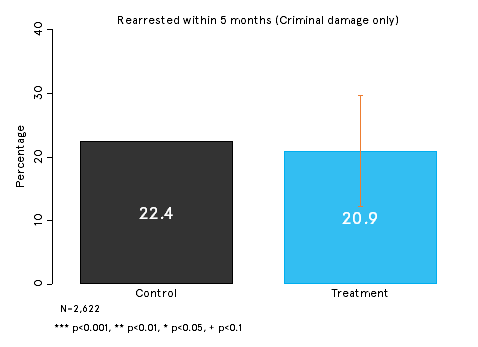 Rearrested within 5 months (Criminal damage only)
40
30
20
10
0
Percentage
22.4
20.9
Control
Treatment
N=2,622
*** p<0.001, ** p<0.01, * p<0.05, + p<0.1